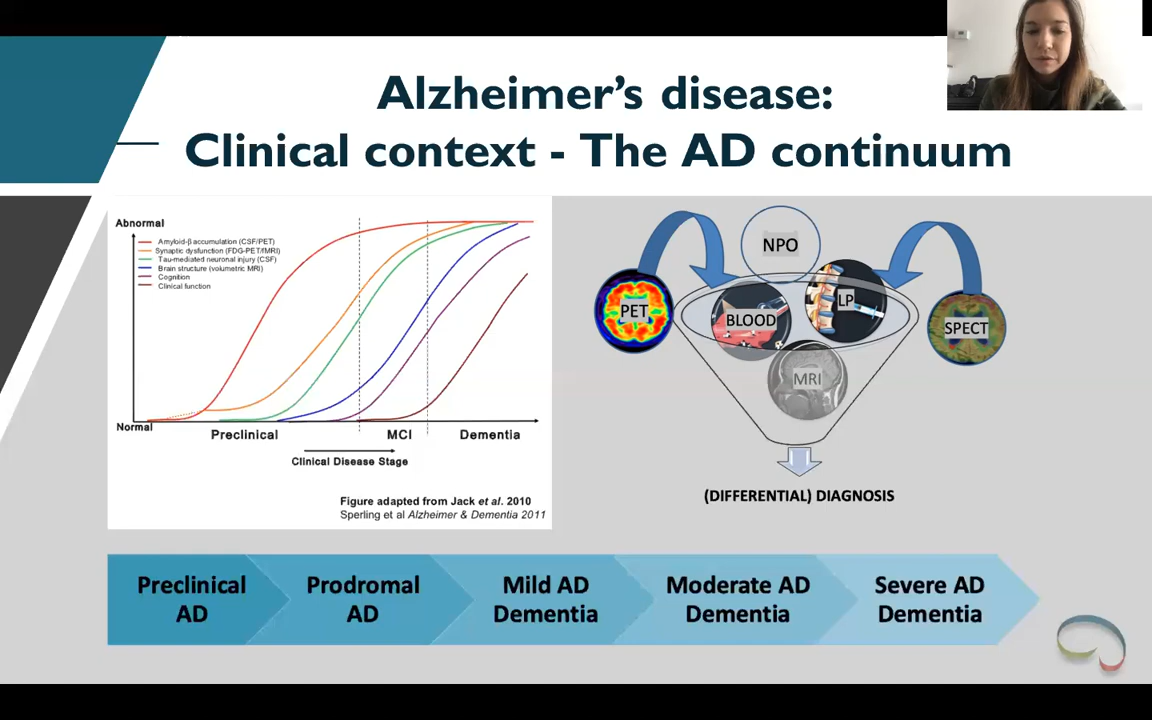 Alzheimer's disease:
Clinical context - The AD continuum
Abnormal
Amyloid-β accumulation (CSF/PET)
Synaptic dysfunction (FDG-PET/fMRI)
Tau-mediated neuronal injury (CSF)
Brain structure (volumetric MRI)
Cognition
Clinical function
Normal
Preclinical
MCI
Dementia
Clinical Disease Stage
Figure adapted from Jack et al. 2010
Sperling et al Alzheimer & Dementia 2011
NPO
PET
BLOOD
LP
SPECT
MRI
(DIFFERENTIAL) DIAGNOSIS
Preclinical
AD
Prodromal
AD
Mild AD
Dementia
Moderate AD
Dementia
Severe AD
Dementia